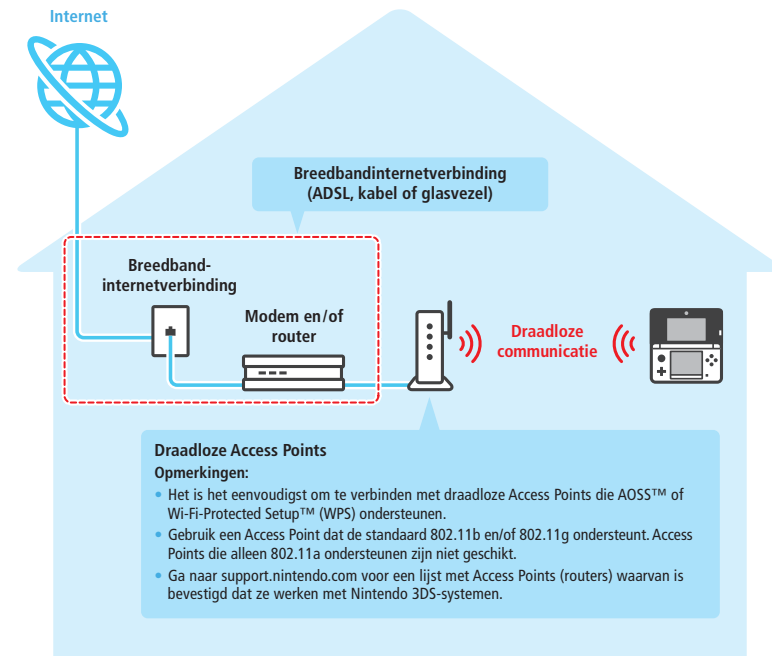 Internet
Breedbandinternetverbinding
(ADSL, kabel of glasvezel)
Breedband-
internetverbinding
Modem en/of
router
Draadloze
communicatie
Draadloze Access Points
Opmerkingen:
• Het is het eenvoudigst om te verbinden met draadloze Access Points die AOSS™ of
Wi-Fi-Protected Setup™ (WPS) ondersteunen.
• Gebruik een Access Point dat de standaard 802.11b en/of 802.11g ondersteunt. Access
Points die alleen 802.11a ondersteunen zijn niet geschikt.
• Ga naar support.nintendo.com voor een lijst met Access Points (routers) waarvan is
bevestigd dat ze werken met Nintendo 3DS-systemen.